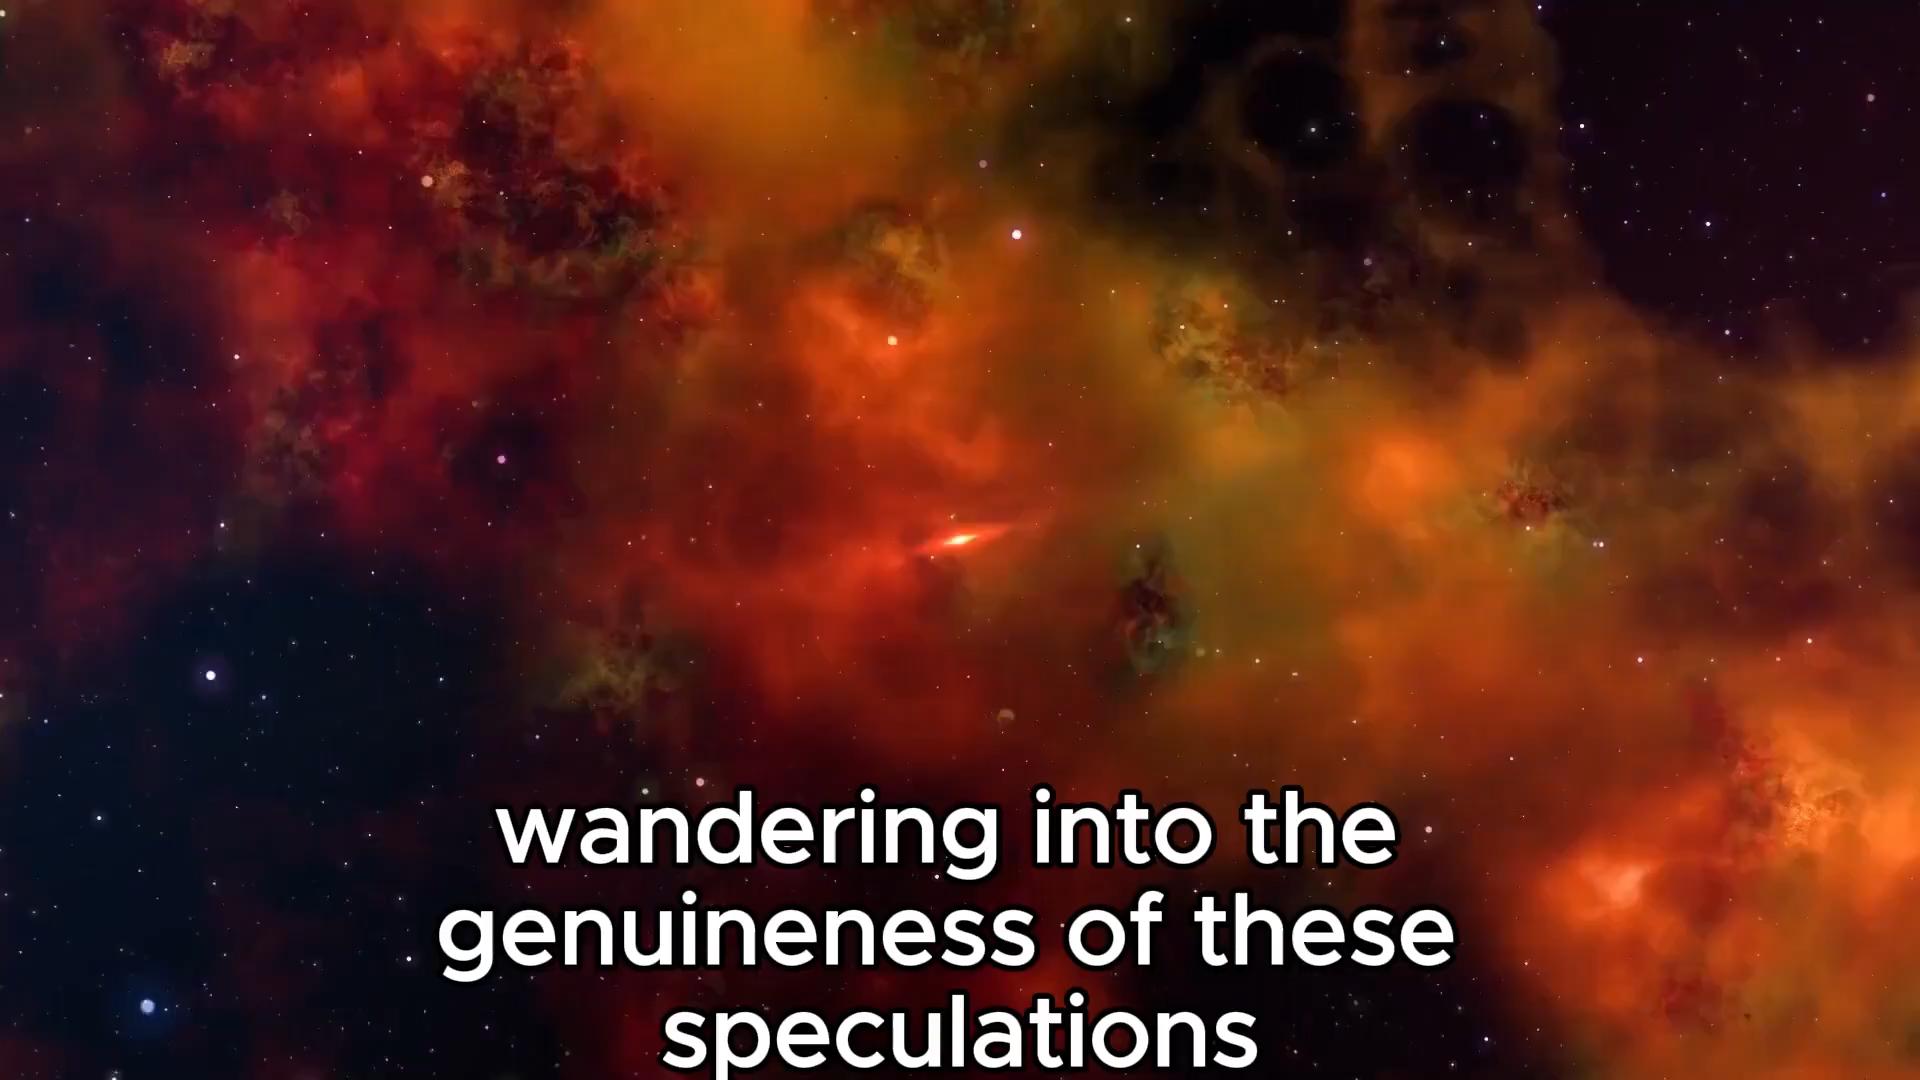 wandering into the
genuineness of these
speculations